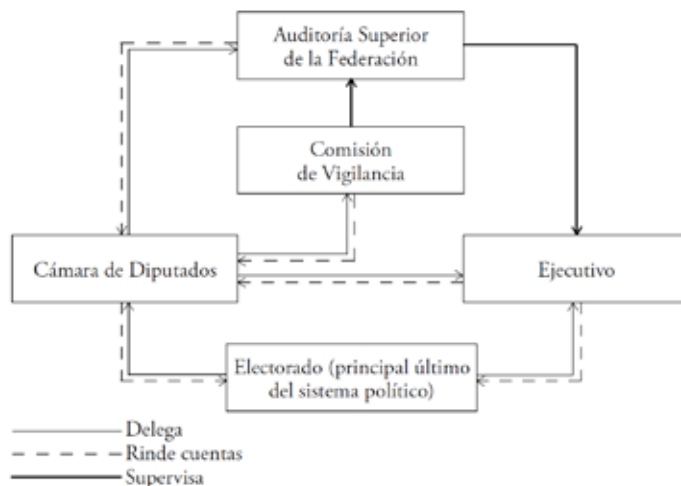 Auditoría Superior
de la Federación
Comisión
de Vigilancia
Cámara de Diputados
Ejecutivo
Electorado (principal último
del sistema político)
Delega
Rinde cuentas
Supervisa